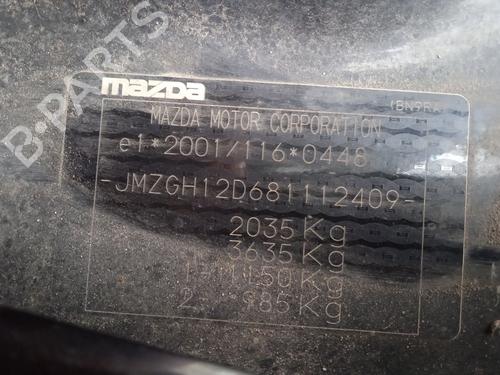 B-PARTS
mazda
MAZDA MOTOR CORPORATION
e1*2001/116*0448
-JMZGH12D681112409-
2035 Kg
3635 Kg
1- 1150 Kg
2- 985 Kg